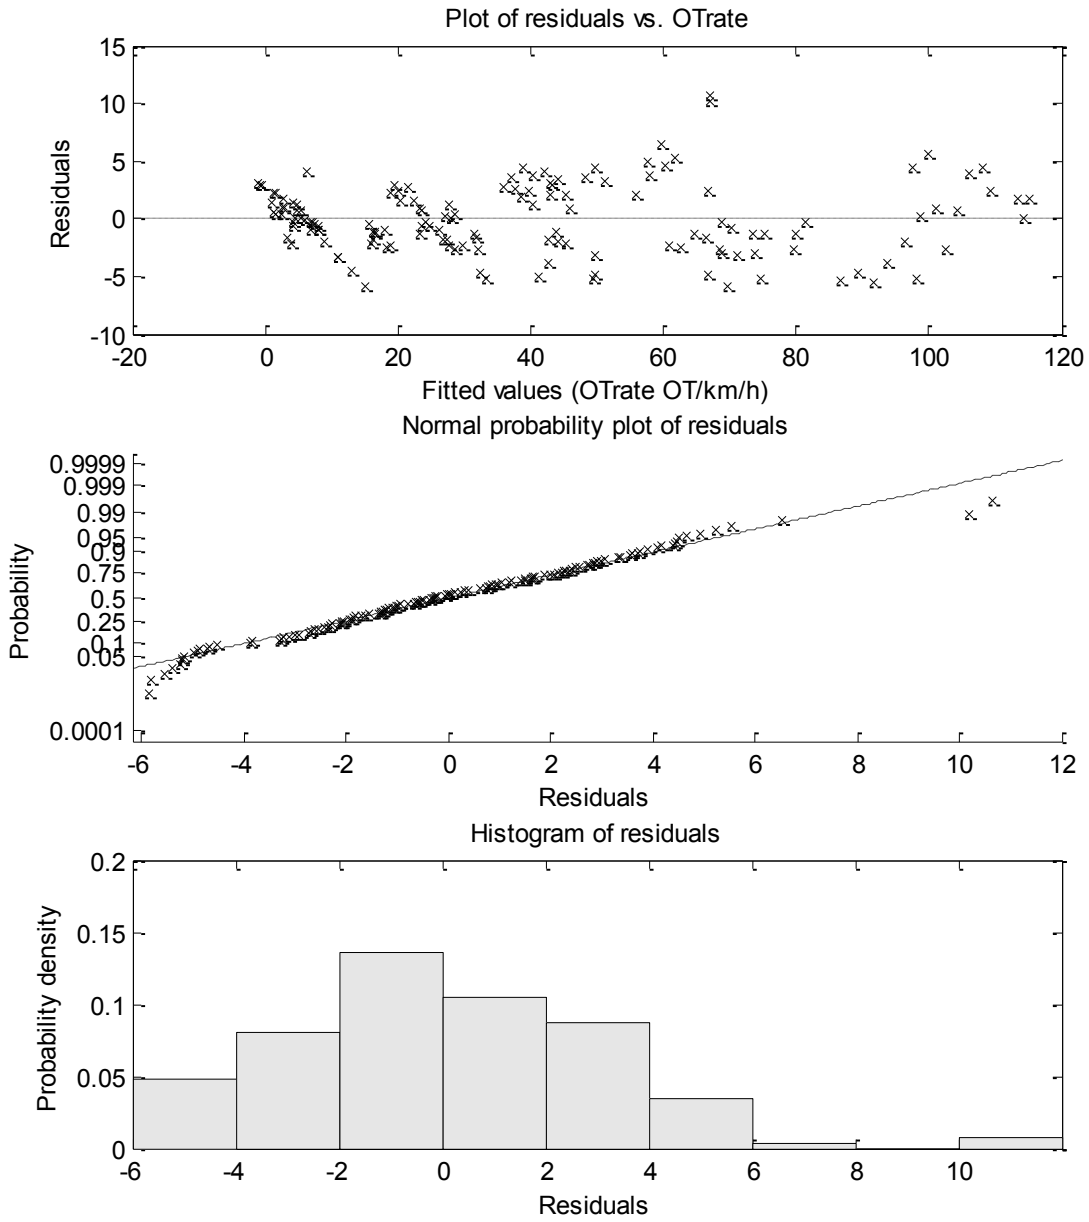 Plot of residuals vs. OTrate
15
10
5
0
-5
-10
Residuals
-20 0 20 40 60 80 100 120
Fitted values (OTrate OT/km/h)
Normal probability plot of residuals
0.9999
0.999
0.99
0.95
0.9
0.75
0.5
0.25
0.1
0.05
0.0001
Probability
-6 -4 -2 0 2 4 6 8 10 12
Residuals
Histogram of residuals
0.2
0.15
0.1
0.05
0
Probability density
-6 -4 -2 0 2 4 6 8 10
Residuals